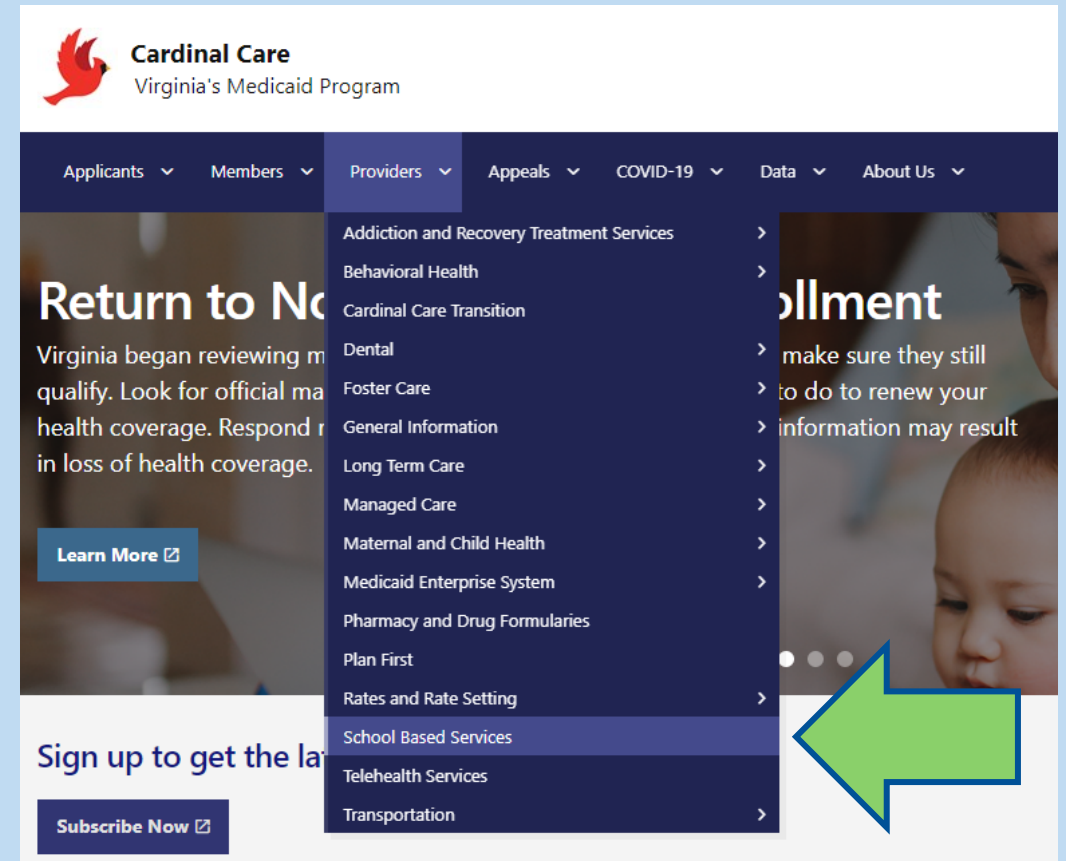 Cardinal Care
Virginia's Medicaid Program
Applicants Members Providers Appeals COVID-19 Data About Us
Addiction and Recovery Treatment Services
Behavioral Health
Cardinal Care Transition
Dental
Foster Care
General Information
Long Term Care
Managed Care
Maternal and Child Health
Medicaid Enterprise System
Pharmacy and Drug Formularies
Plan First
Rates and Rate Setting
School Based Services
Telehealth Services
Transportation
Return to No ollment
Virginia began reviewing m make sure they still
qualify. Look for official ma to do to renew your
health coverage. Respond r information may result
in loss of health coverage.
Learn More
Sign up to get the la
Subscribe Now